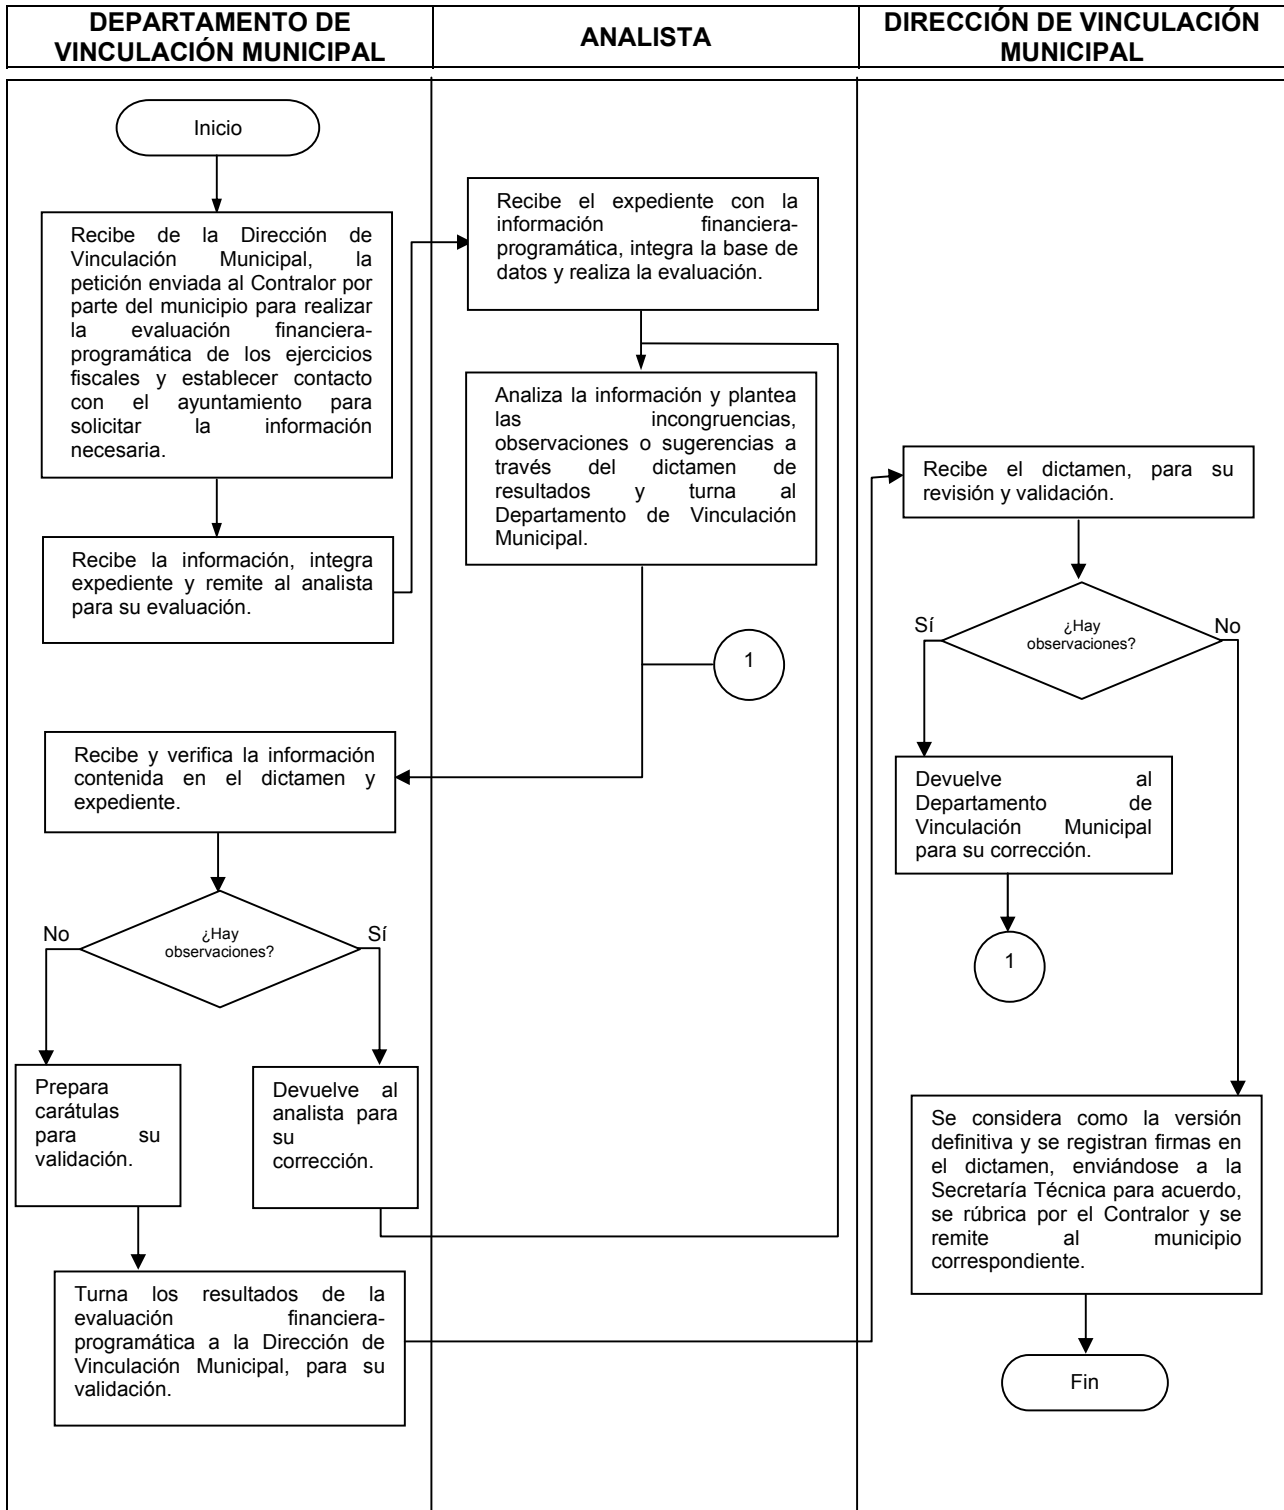 DEPARTAMENTO DE
VINCULACIÓN MUNICIPAL
ANALISTA
DIRECCIÓN DE VINCULACIÓN
MUNICIPAL
Inicio
Recibe de la Dirección de
Vinculación Municipal, la
petición enviada al Contralor por
parte del municipio para realizar
la evaluación financiera-
programática de los ejercicios
fiscales y establecer contacto
con el ayuntamiento para
solicitar la información
necesaria.
Recibe la información, integra
expediente y remite al analista
para su evaluación.
Recibe el expediente con la
información financiera-
programática, integra la base de
datos y realiza la evaluación.
Analiza la información y plantea
las incongruencias,
observaciones o sugerencias a
través del dictamen de
resultados y turna al
Departamento de Vinculación
Municipal.
1
Recibe y verifica la información
contenida en el dictamen y
expediente.
¿Hay
observaciones?
No
Sí
Prepara
carátulas
para su
validación.
Devuelve al
analista para
su
corrección.
Turna los resultados de la
evaluación financiera-
programática a la Dirección de
Vinculación Municipal, para su
validación.
Recibe el dictamen, para su
revisión y validación.
¿Hay
observaciones?
Sí
No
Devuelve al
Departamento de
Vinculación Municipal
para su corrección.
1
Se considera como la versión
definitiva y se registran firmas en
el dictamen, enviándose a la
Secretaría Técnica para acuerdo,
se rúbrica por el Contralor y se
remite al municipio
correspondiente.
Fin